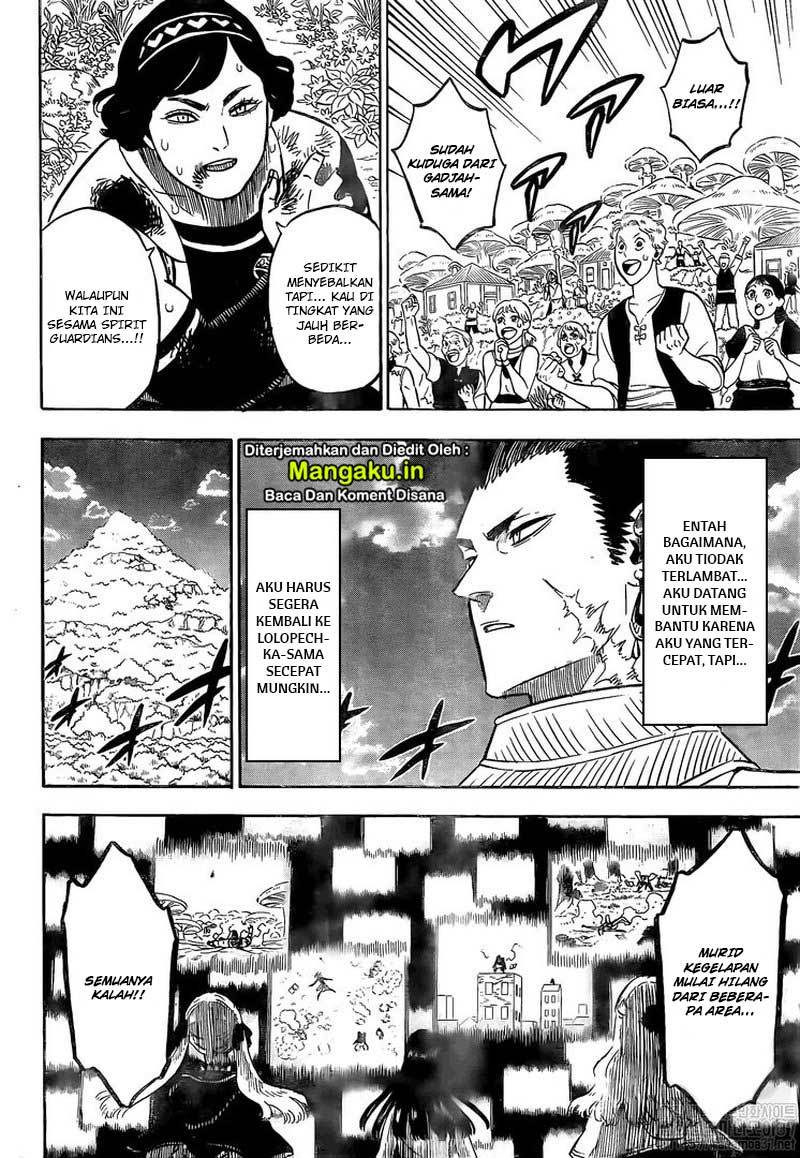 LUAR
BIASA...!!
SUDAH
KUDUGA DARI
GADJAH-
SAMA!
SEDIKIT
MENYEBALKAN
TAPI... KAU DI
TINGKAT YANG
JAUH BER-
BEDA...
WALAUPUN
KITA INI
SESAMA SPIRIT
GUARDIANS...!!
Diterjemahkan dan Diedit Oleh :
Mangaku.in
Baca Dan Koment Disana
ENTAH
BAGAIMANA,
AKU TIODAK
TERLAMBAT...
AKU DATANG
UNTUK MEM-
BANTU KARENA
AKU YANG TER-
CEPAT, TAPI...
AKU HARUS
SEGERA
KEMBALI KE
LOLOPECH-
KA-SAMA
SECEPAT
MUNGKIN...
MURID
KEGELAPAN
MULAI HILANG
DARI BEBERA-
PA AREA...
SEMUANYA
KALAH!!